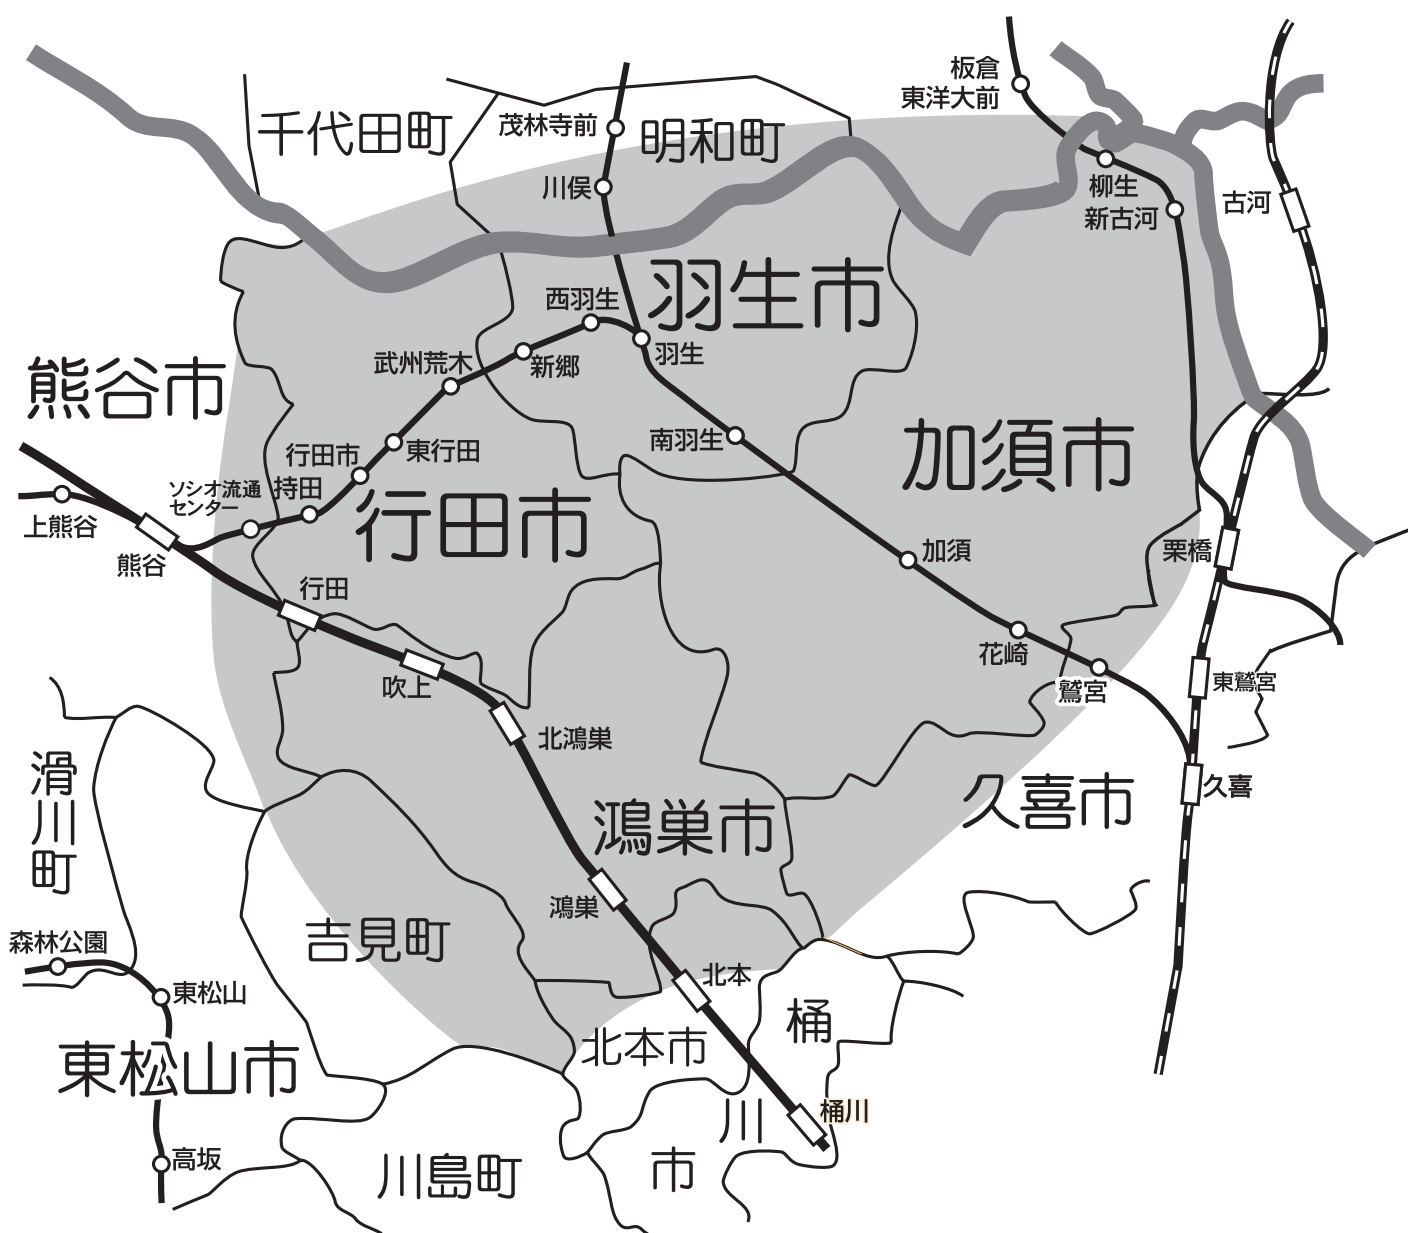 板倉
東洋大前
千代田町
茂林寺前
明和町
川俣
柳生
新古河
古河
羽生市
西羽生
羽生
新郷
武州荒木
熊谷市
南羽生
加須市
東行田
行田市
持田
ソシオ流通
センター
行田市
上熊谷
熊谷
加須
栗橋
行田
花崎
鷲宮
東鷲宮
吹上
北鴻巣
滑川町
久喜市
久喜
鴻巣市
鴻巣
吉見町
森林公園
東松山
北本
桶川市
北本市
東松山市
桶川
高坂
川島町